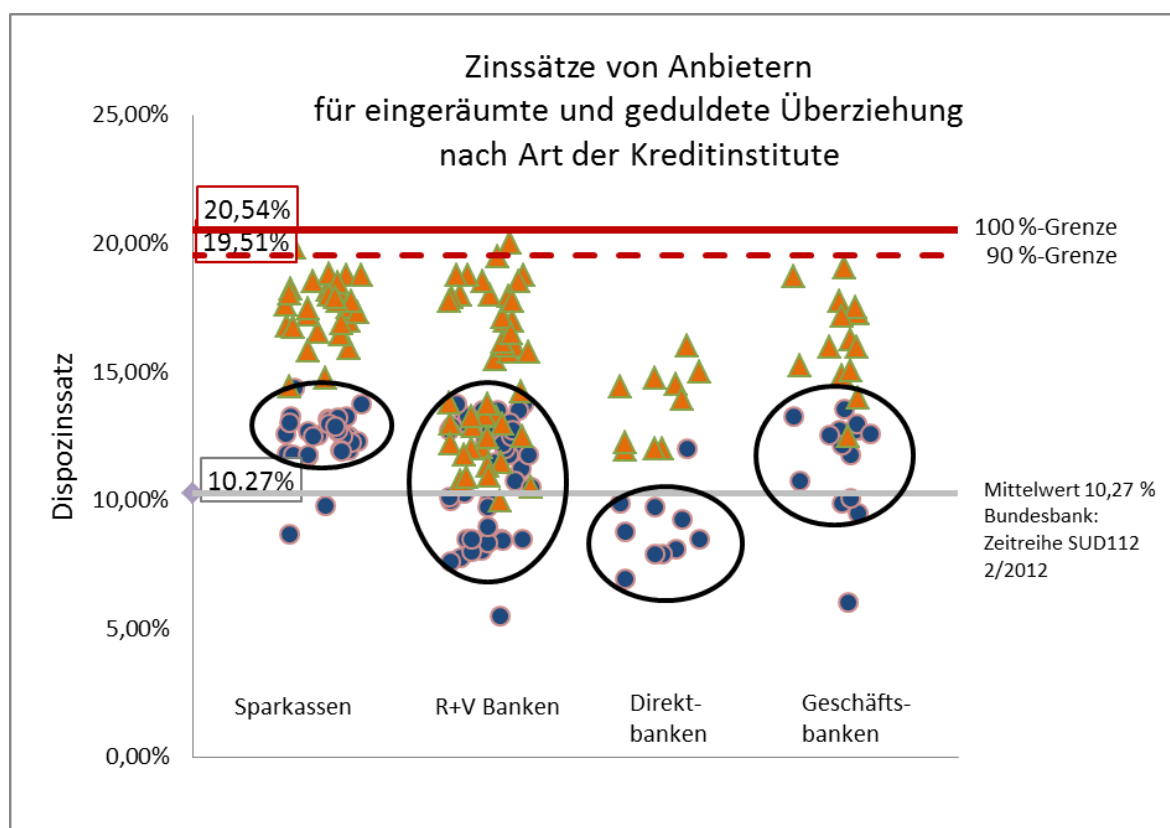 Zinssätze von Anbietern
für eingeräumte und geduldete Überziehung
nach Art der Kreditinstitute
Dispozinssatz
25,00%
20,00%
15,00%
10,00%
5,00%
0,00%
20,54%
19,51%
10,27%
100 %-Grenze
90 %-Grenze
Mittelwert 10,27 %
Bundesbank:
Zeitreihe SUD112
2/2012
Sparkassen
R+V Banken
Direkt-
banken
Geschäfts-
banken